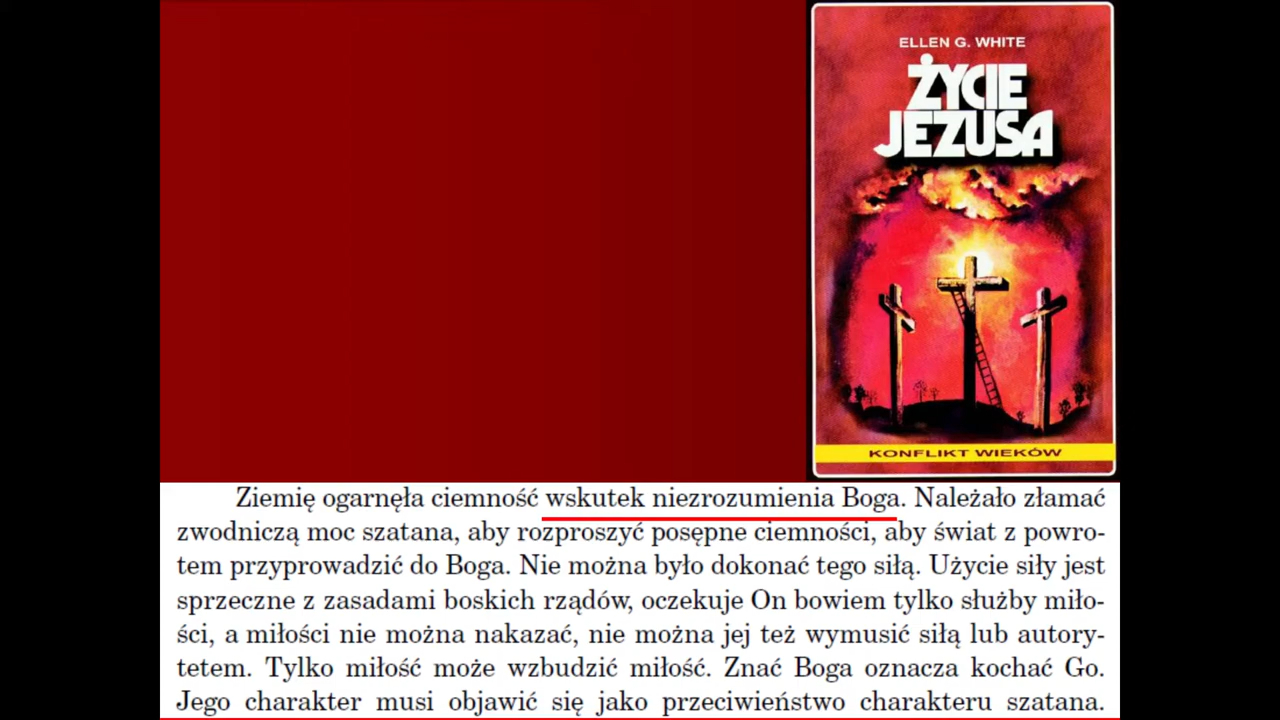 ELLEN G. WHITE
ŻYCIE
JEZUSA
KONFLIKT WIEKÓW
Ziemię ogarnęła ciemność wskutek niezrozumienia Boga. Należało złamać
zwodniczą moc szatana, aby rozproszyć posępne ciemności, aby świat z powro-
tem przyprowadzić do Boga. Nie można było dokonać tego siłą. Użycie siły jest
sprzeczne z zasadami boskich rządów, oczekuje On bowiem tylko służby miło-
ści, a miłości nie można nakazać, nie można jej też wymusić siłą lub autory-
tetem. Tylko miłość może wzbudzić miłość. Znać Boga oznacza kochać Go.
Jego charakter musi objawić się jako przeciwieństwo charakteru szatana.